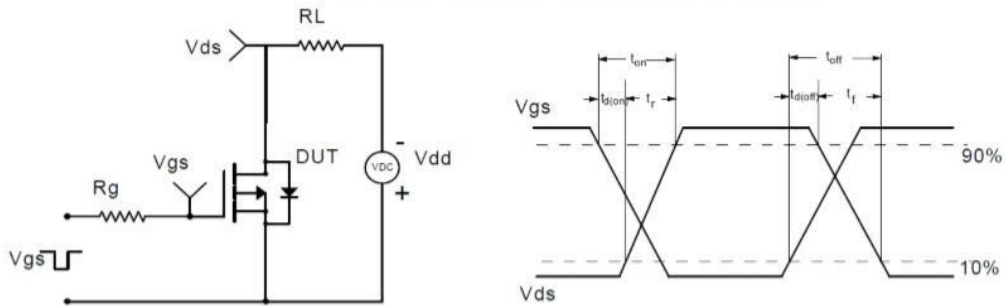 RL
Vds
ton
toff
td(on)
tr
td(off)
tf
Vgs
-
DUT
VDC
Vdd
90%
Vgs
+
Rg
Vgs
10%
Vds